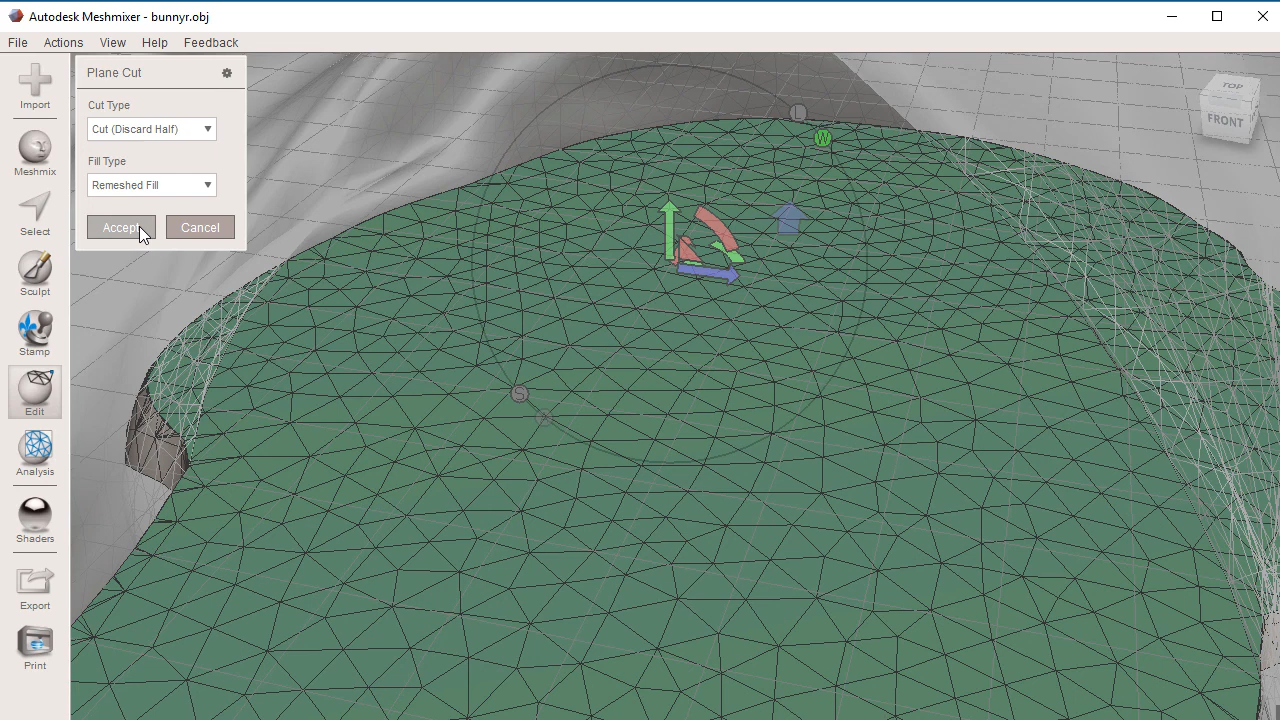 Autodesk Meshmixer - bunnyr.obj
File Actions View Help Feedback
Import
Meshmix
Select
Sculpt
Stamp
Edit
Analysis
Shaders
Export
Print
Plane Cut
Cut Type
Cut (Discard Half)
Fill Type
Remeshed Fill
Accept Cancel
L
W
S
TOP
FRONT